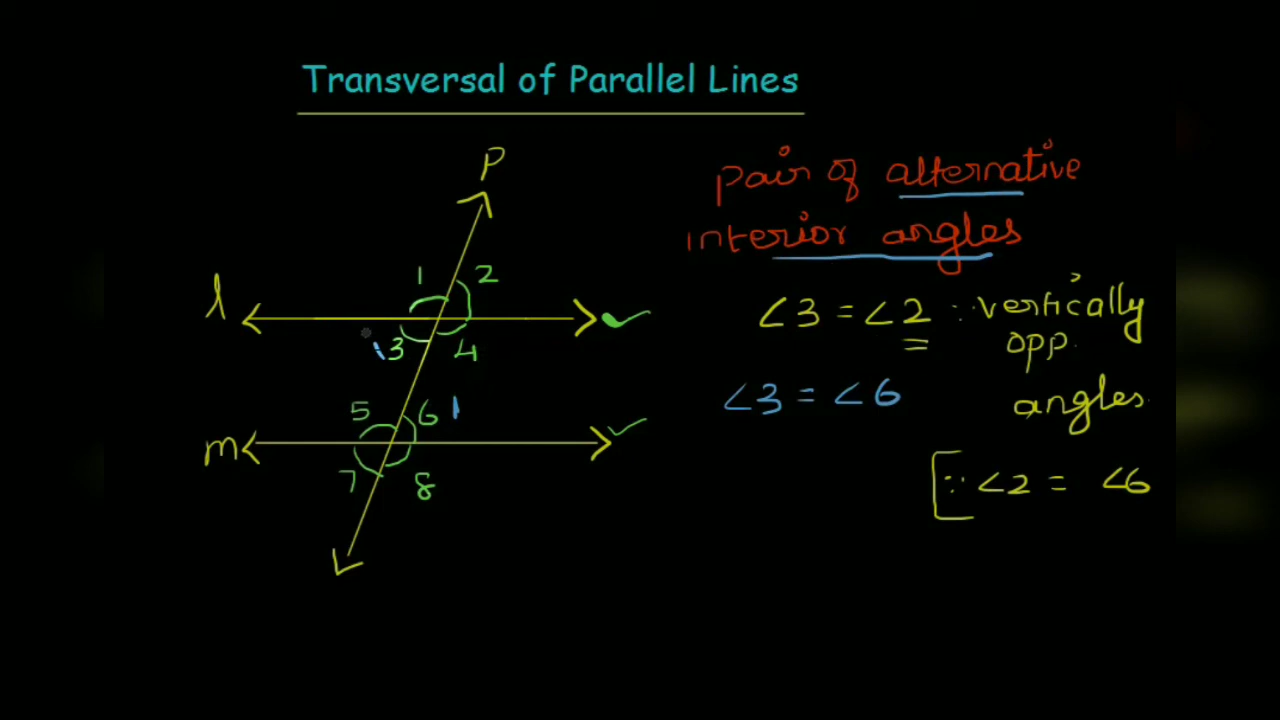 Transversal of Parallel Lines
P
pair of alternative
interior angles
1 2
l
∠3 = ∠2 ∵ vertically
opp.
3 4
∠3 = ∠6
angles.
5 6
m
7 8
[∵ ∠2 = ∠6